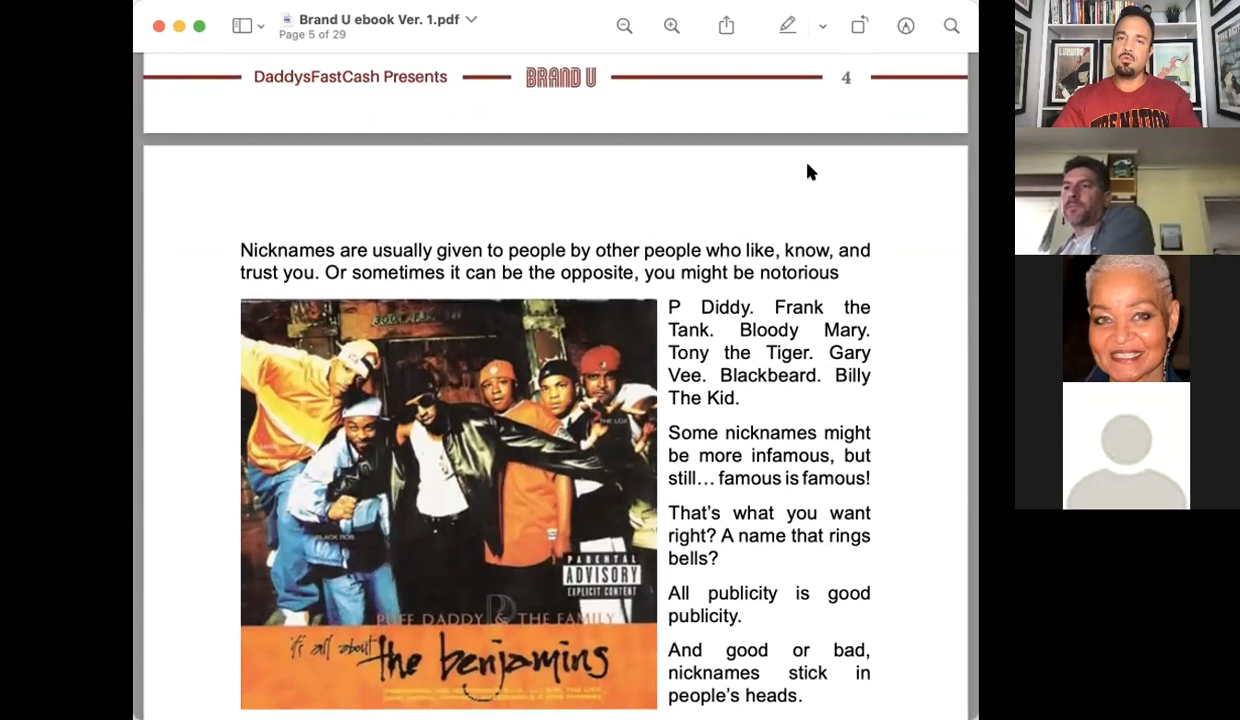 Brand U ebook Ver. 1.pdf
Page 5 of 29
DaddysFastCash Presents
BRAND U
4
Nicknames are usually given to people by other people who like, know, and
trust you. Or sometimes it can be the opposite, you might be notorious
P Diddy. Frank the
Tank. Bloody Mary.
Tony the Tiger. Gary
Vee. Blackbeard. Billy
The Kid.
Some nicknames might
be more infamous, but
still… famous is famous!
That's what you want
right? A name that rings
bells?
All publicity is good
publicity.
And good or bad,
nicknames stick in
people's heads.
THE LOX
BLACK ROB
PARENTAL
ADVISORY
EXPLICIT CONTENT
PUFF DADDY & THE FAMILY
it's all about
the benjamins